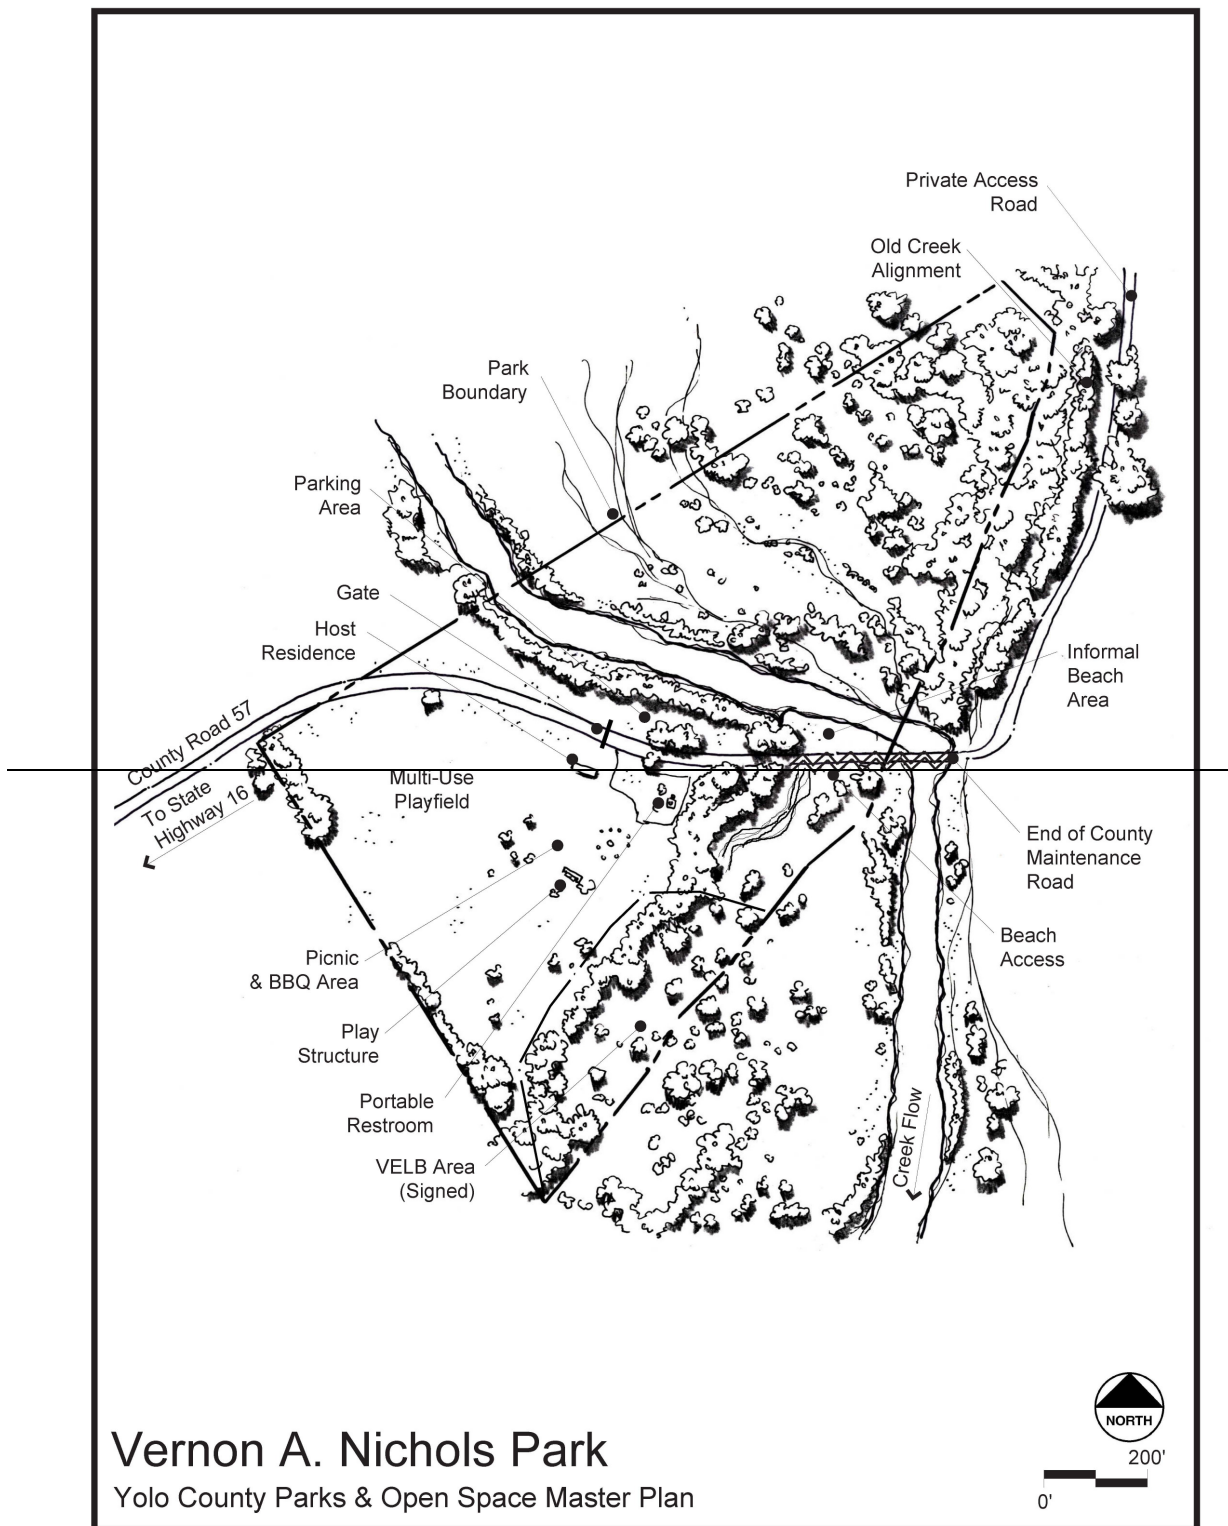 Private Access
Road
Old Creek
Alignment
Park
Boundary
Parking
Area
Gate
Host
Residence
Informal
Beach
Area
County Road 57
To State
Highway 16
Multi-Use
Playfield
End of County
Maintenance
Road
Beach
Access
Picnic
& BBQ Area
Play
Structure
Portable
Restroom
VELB Area
(Signed)
Creek Flow
NORTH
200'
0'
Vernon A. Nichols Park
Yolo County Parks & Open Space Master Plan